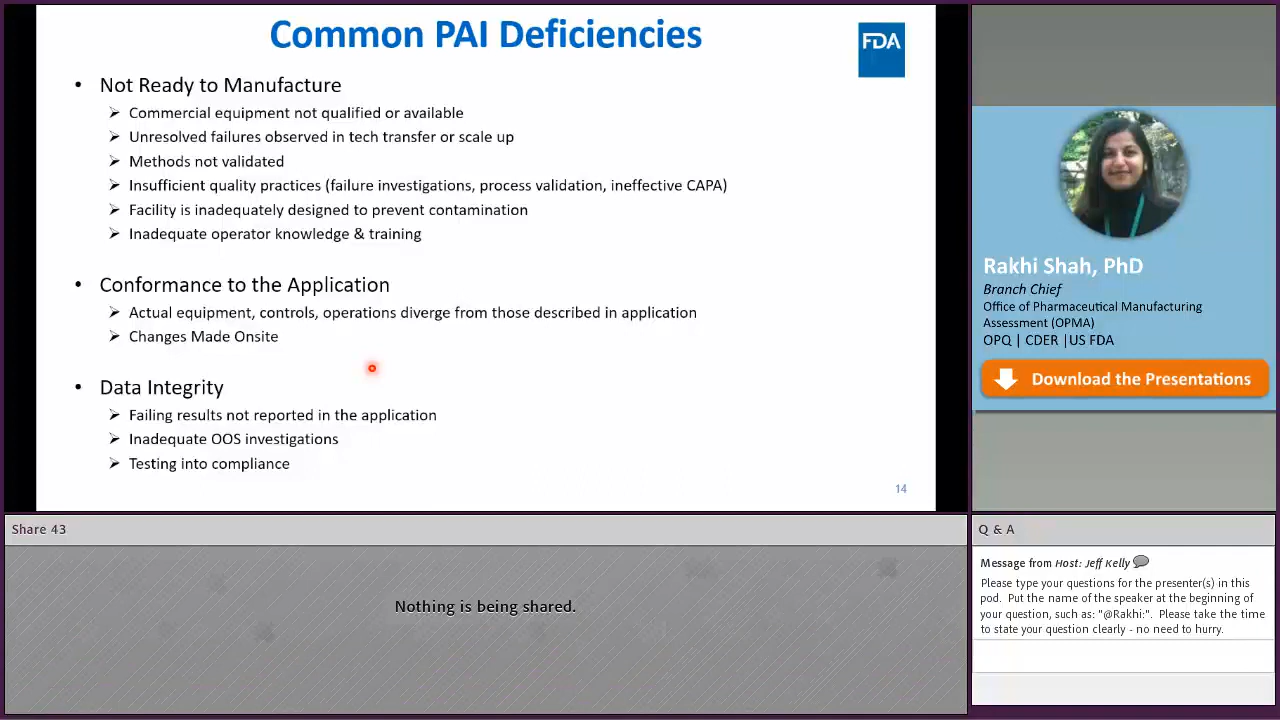 Common PAI Deficiencies
FDA
• Not Ready to Manufacture
➢ Commercial equipment not qualified or available
➢ Unresolved failures observed in tech transfer or scale up
➢ Methods not validated
➢ Insufficient quality practices (failure investigations, process validation, ineffective CAPA)
➢ Facility is inadequately designed to prevent contamination
➢ Inadequate operator knowledge & training
• Conformance to the Application
➢ Actual equipment, controls, operations diverge from those described in application
➢ Changes Made Onsite
• Data Integrity
➢ Failing results not reported in the application
➢ Inadequate OOS investigations
➢ Testing into compliance
14
Rakhi Shah, PhD
Branch Chief
Office of Pharmaceutical Manufacturing
Assessment (OPMA)
OPQ | CDER |US FDA
Download the Presentations
Share 43
Nothing is being shared.
Q & A
Message from Host: Jeff Kelly
Please type your questions for the presenter(s) in this
pod. Put the name of the speaker at the beginning of
your question, such as: "@Rakhi:". Please take the time
to state your question clearly - no need to hurry.